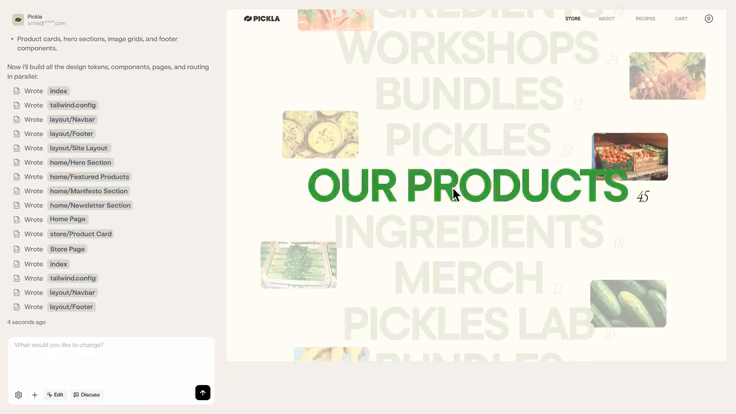 Pickla
anna@****.com
• Product cards, hero sections, image grids, and footer
components.
Now I'll build all the design tokens, components, pages, and routing
in parallel:
Wrote index
Wrote tailwind.config
Wrote layout/Navbar
Wrote layout/Footer
Wrote layout/Site Layout
Wrote home/Hero Section
Wrote home/Featured Products
Wrote home/Manifesto Section
Wrote home/Newsletter Section
Wrote Home Page
Wrote store/Product Card
Wrote Store Page
Wrote index
Wrote tailwind.config
Wrote layout/Navbar
Wrote layout/Footer
4 seconds ago
What would you like to change?
Edit
Discuss
PICKLA
STORE
ABOUT
RECIPES
CART
0
INGREDIENTS
WORKSHOPS 24
BUNDLES 12
PICKLES
OUR PRODUCTS 45
INGREDIENTS
MERCH
PICKLES LAB
BUNDLES